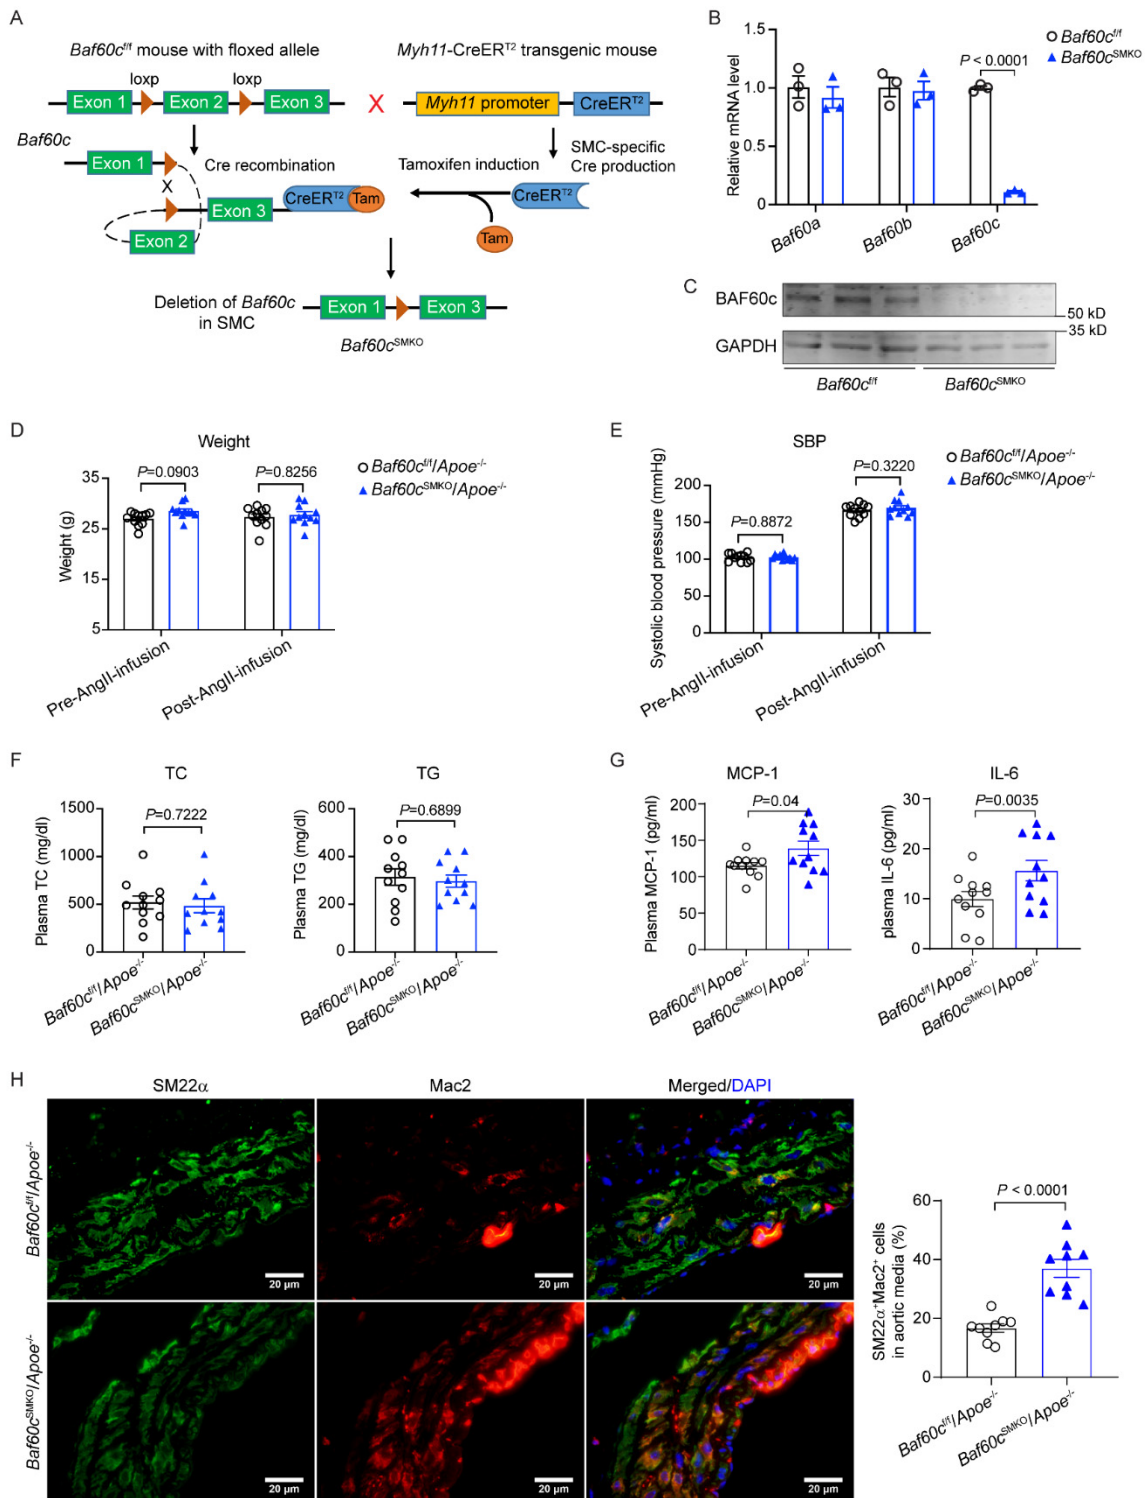 A
Baf60c^f/f mouse with floxed allele
Myh11-CreER^T2 transgenic mouse
loxp
loxp
Exon 1
Exon 2
Exon 3
X
Myh11 promoter
CreER^T2
Baf60c
Exon 1
Cre recombination
Tamoxifen induction
SMC-specific
Cre production
X
Exon 3
CreER^T2
Tam
CreER^T2
Exon 2
Tam
Deletion of Baf60c
in SMC
Exon 1
Exon 3
Baf60c^SMKO
B
Baf60c^f/f
Baf60c^SMKO
P < 0.0001
Relative mRNA level
1.5
1.0
0.5
0
Baf60a
Baf60b
Baf60c
C
BAF60c
50 kD
35 kD
GAPDH
Baf60c^f/f
Baf60c^SMKO
D
Weight
P=0.0903
P=0.8256
Baf60c^f/f/Apoe^-/-
Baf60c^SMKO/Apoe^-/-
Weight (g)
35
25
15
5
Pre-AngII-infusion
Post-AngII-infusion
E
SBP
P=0.8872
P=0.3220
Baf60c^f/f/Apoe^-/-
Baf60c^SMKO/Apoe^-/-
Systolic blood pressure (mmHg)
200
150
100
50
0
Pre-AngII-infusion
Post-AngII-infusion
F
TC
P=0.7222
Plasma TC (mg/dl)
1500
1000
500
0
Baf60c^f/f/Apoe^-/-
Baf60c^SMKO/Apoe^-/-
TG
P=0.6899
Plasma TG (mg/dl)
600
400
200
0
Baf60c^f/f/Apoe^-/-
Baf60c^SMKO/Apoe^-/-
G
MCP-1
P=0.04
Plasma MCP-1 (pg/ml)
200
150
100
50
0
Baf60c^f/f/Apoe^-/-
Baf60c^SMKO/Apoe^-/-
IL-6
P=0.0035
plasma IL-6 (pg/ml)
30
20
10
0
Baf60c^f/f/Apoe^-/-
Baf60c^SMKO/Apoe^-/-
H
SM22α
Mac2
Merged/DAPI
Baf60c^f/f/Apoe^-/-
20 µm
20 µm
20 µm
Baf60c^SMKO/Apoe^-/-
20 µm
20 µm
20 µm
P < 0.0001
SM22α⁺Mac2⁺ cells
in aortic media (%)
60
40
20
0
Baf60c^f/f/Apoe^-/-
Baf60c^SMKO/Apoe^-/-